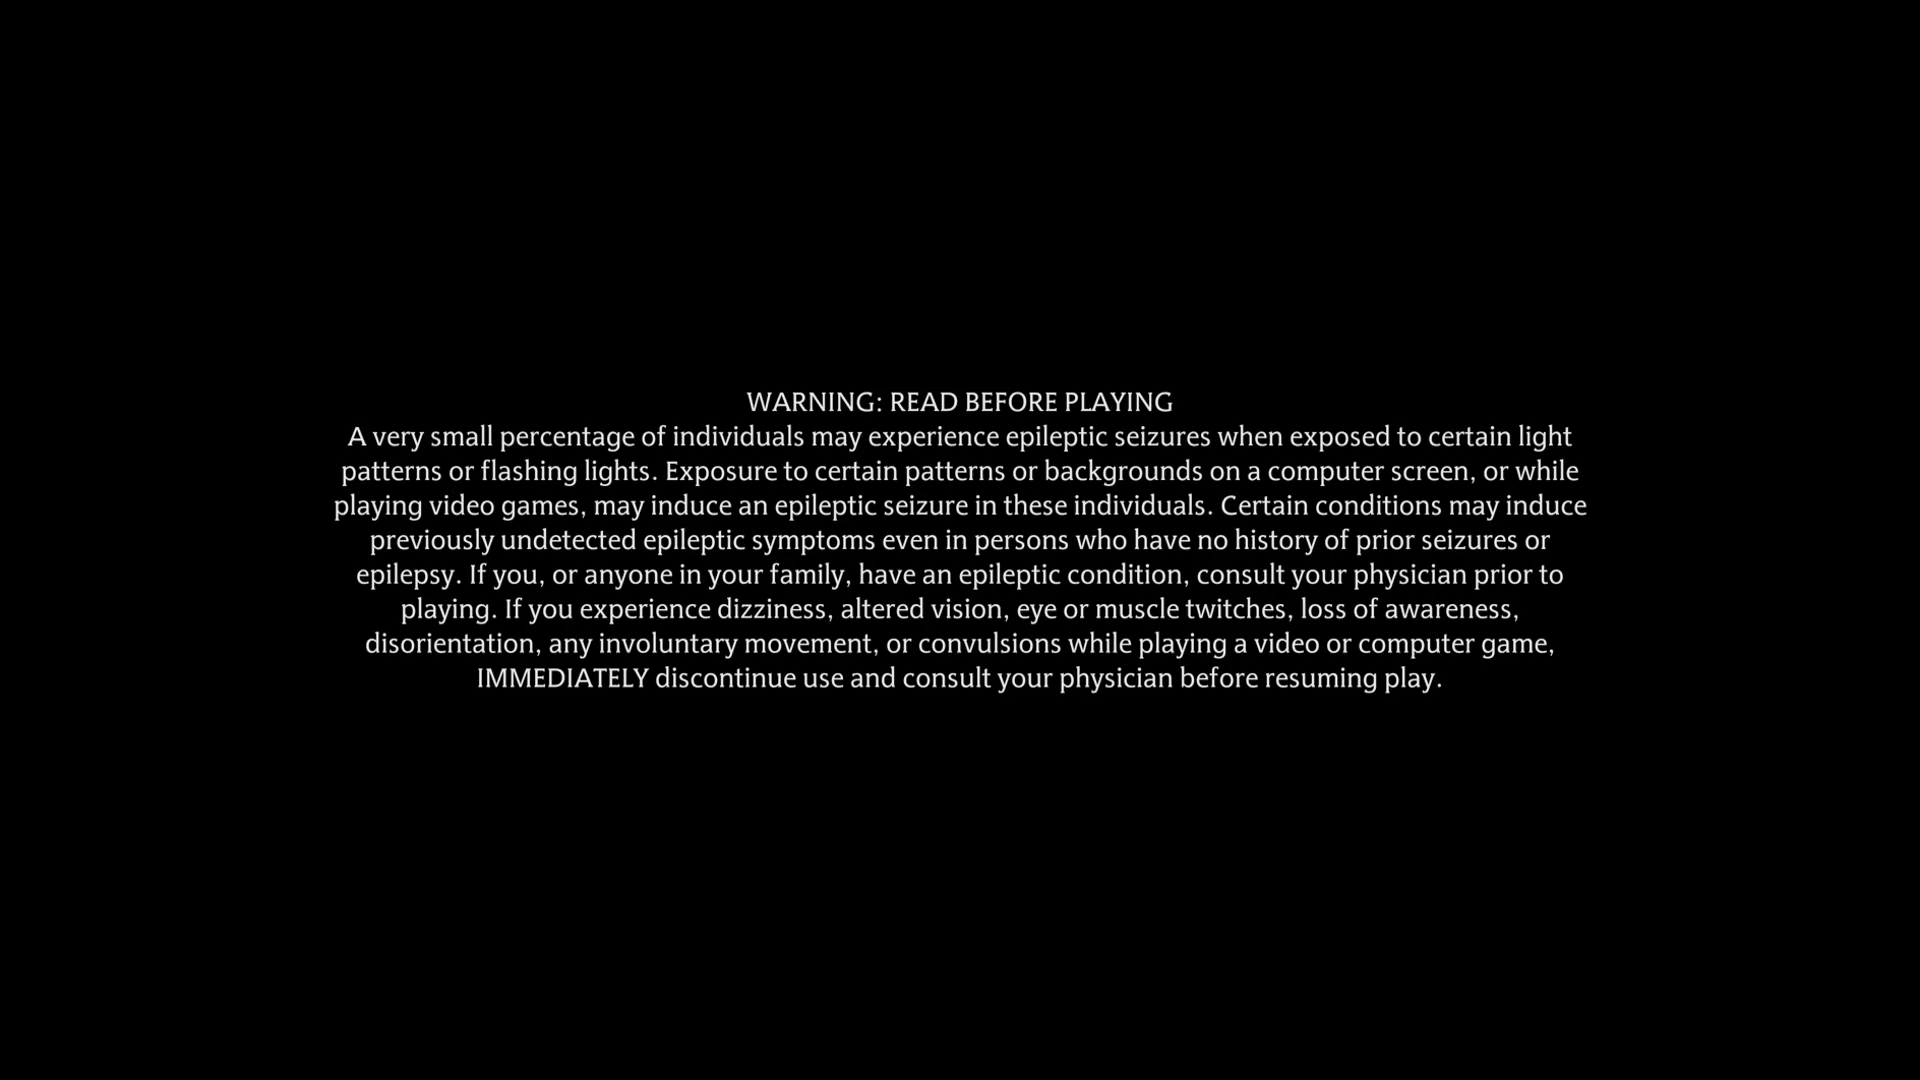 WARNING: READ BEFORE PLAYING
A very small percentage of individuals may experience epileptic seizures when exposed to certain light
patterns or flashing lights. Exposure to certain patterns or backgrounds on a computer screen, or while
playing video games, may induce an epileptic seizure in these individuals. Certain conditions may induce
previously undetected epileptic symptoms even in persons who have no history of prior seizures or
epilepsy. If you, or anyone in your family, have an epileptic condition, consult your physician prior to
playing. If you experience dizziness, altered vision, eye or muscle twitches, loss of awareness,
disorientation, any involuntary movement, or convulsions while playing a video or computer game,
IMMEDIATELY discontinue use and consult your physician before resuming play.